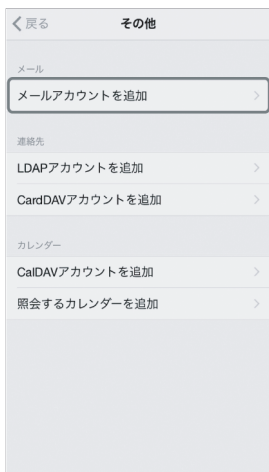 戻る
その他
メール
メールアカウントを追加
連絡先
LDAPアカウントを追加
CardDAVアカウントを追加
カレンダー
CalDAVアカウントを追加
照会するカレンダーを追加